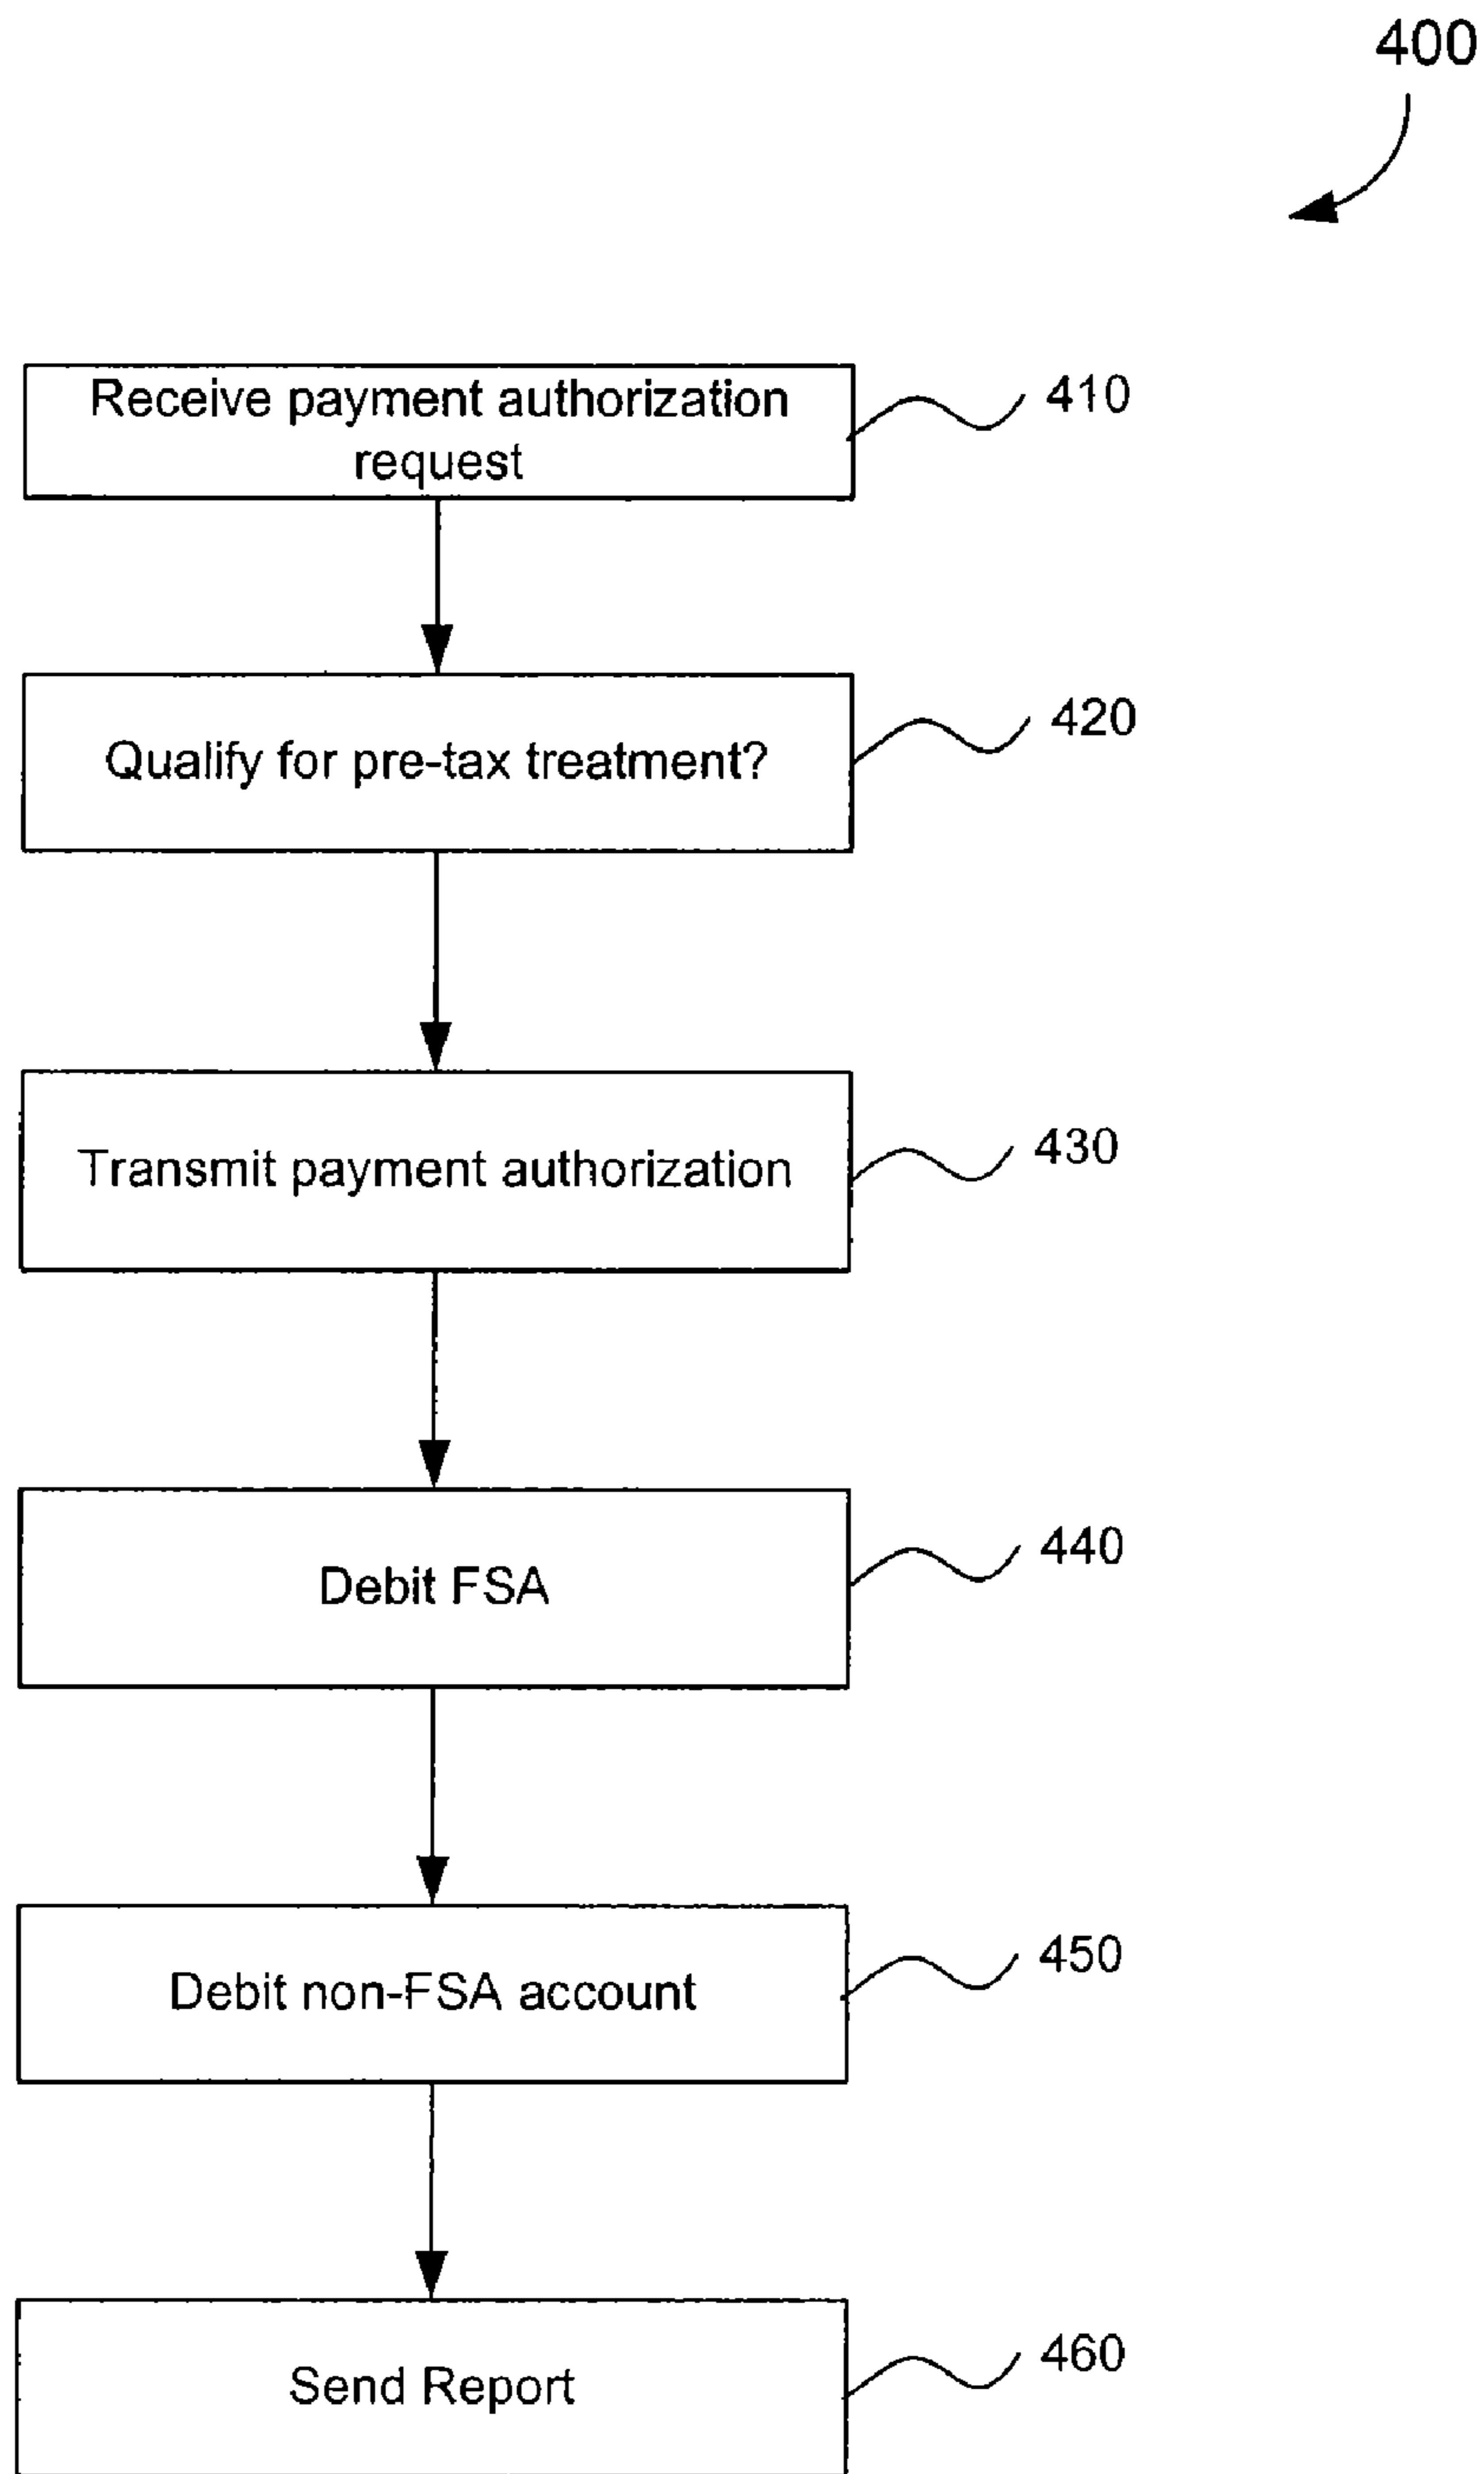 400
Receive payment authorization
request
410
Qualify for pre-tax treatment?
420
Transmit payment authorization
430
Debit FSA
440
Debit non-FSA account
450
Send Report
460